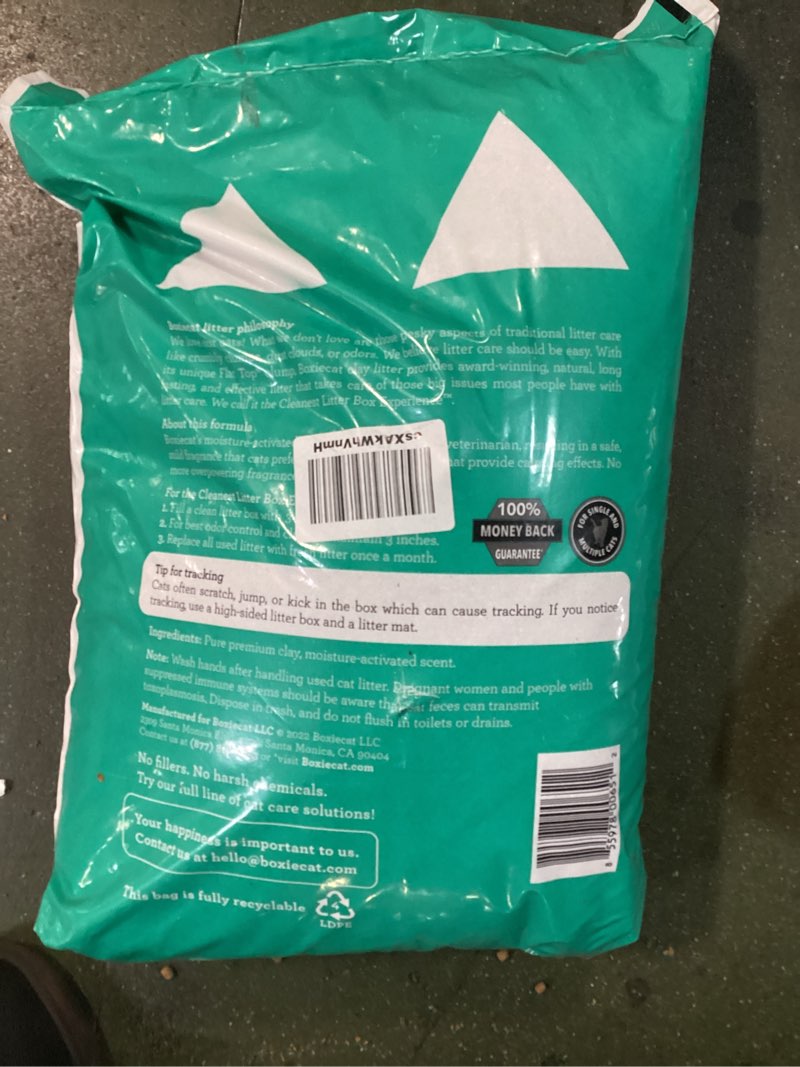 Boxiecat litter philosophy
We love our cats! What we don't love are those pesky aspects of traditional litter care
like crumbly clumps, dust clouds, or odors. We believe litter care should be easy. With
its unique Flat Top clump, Boxiecat clay litter provides award-winning, natural, long
lasting, and effective litter that takes care of those big issues most people have with
litter care. We call it the Cleanest Litter Box Experience™.
About this formula
Boxiecat's moisture-activate veterinarian, resulting in a safe,
mild fragrance that cats pref hat provide calming effects. No
more overpowering fragranc
usXAkWhVnmH
For the Cleanest Litter Box E
1. Fill a clean litter box with
2. For best odor control and c 3 inches.
3. Replace all used litter with fresh litter once a month.
100%
MONEY BACK
GUARANTEE*
FOR SINGLE AND
MULTIPLE CATS
Tip for tracking
Cats often scratch, jump, or kick in the box which can cause tracking. If you notice
tracking, use a high-sided litter box and a litter mat.
Ingredients: Pure premium clay, moisture-activated scent.
Note: Wash hands after handling used cat litter. Pregnant women and people with
suppressed immune systems should be aware that cat feces can transmit
toxoplasmosis. Dispose in trash, and do not flush in toilets or drains.
Manufactured for Boxiecat LLC © 2022 Boxiecat LLC
2309 Santa Monica Santa Monica, CA 90404
Contact us at (877) or *visit Boxiecat.com
No fillers. No harsh chemicals.
Try our full line of cat care solutions!
Your happiness is important to us.
Contact us at hello@boxiecat.com
This bag is fully recyclable
LDPE
8 55978 00651 2